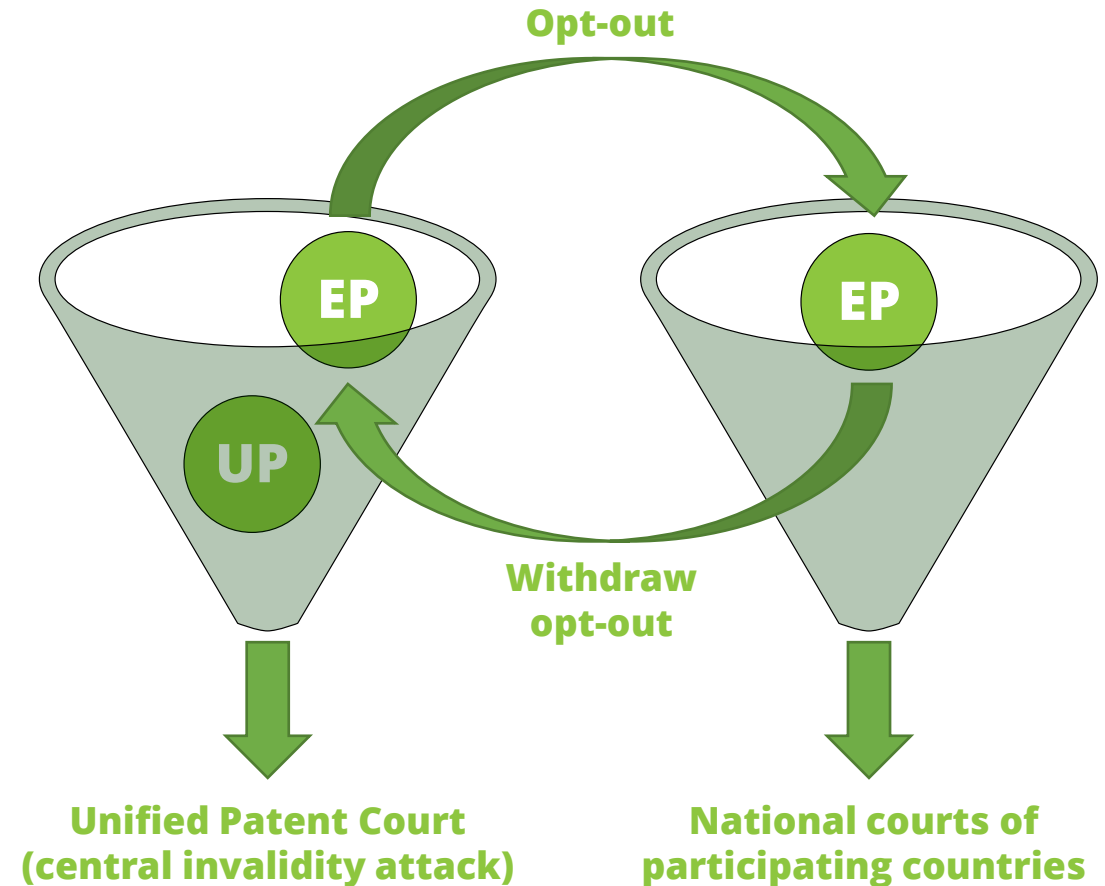 Opt-out
EP
EP
UP
Withdraw
opt-out
Unified Patent Court
(central invalidity attack)
National courts of
participating countries